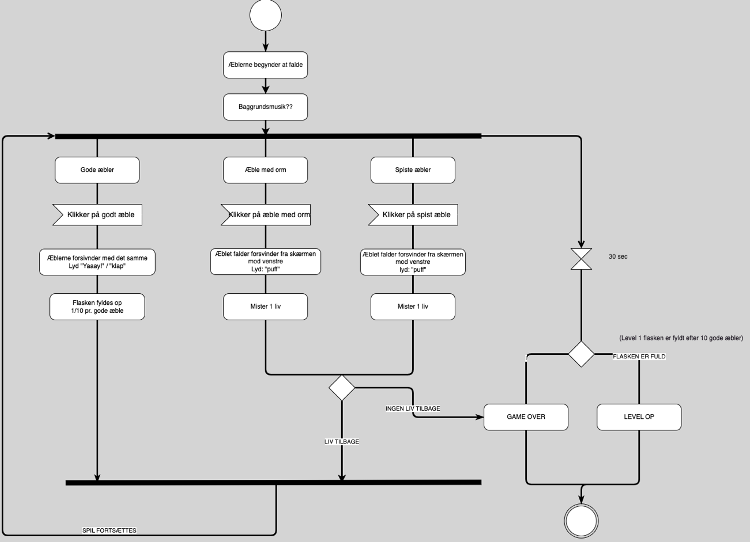 Æblerne begynder at falde
Baggrundsmusik??
Gode æbler
Æble med orm
Spiste æbler
Klikker på godt æble
Klikker på æble med orm
Klikker på spist æble
Æblerne forsivnder med det samme
Lyd "Yaaay!" / "klap"
Æblet falder forsvinder fra skærmen
mod venstre
Lyd: "puff"
Æblet falder forsvinder fra skærmen
mod venstre
lyd: "puff"
30 sec
Flasken fyldes op
1/10 pr. gode æble
Mister 1 liv
Mister 1 liv
(Level 1 flasken er fyldt efter 10 gode æbler)
FLASKEN ER FULD
INGEN LIV TILBAGE
GAME OVER
LEVEL OP
LIV TILBAGE
SPIL FORTSÆTTES